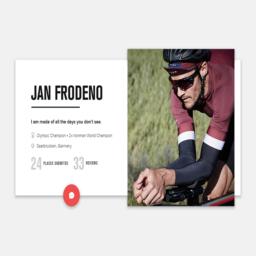 JAN FRODENO
I am made of all the days you don't see.
Olympic Champion • 2x Ironman World Champion
Saarbrücken, Germany
24 PLACES SUBMITTED 33 REVIEWS